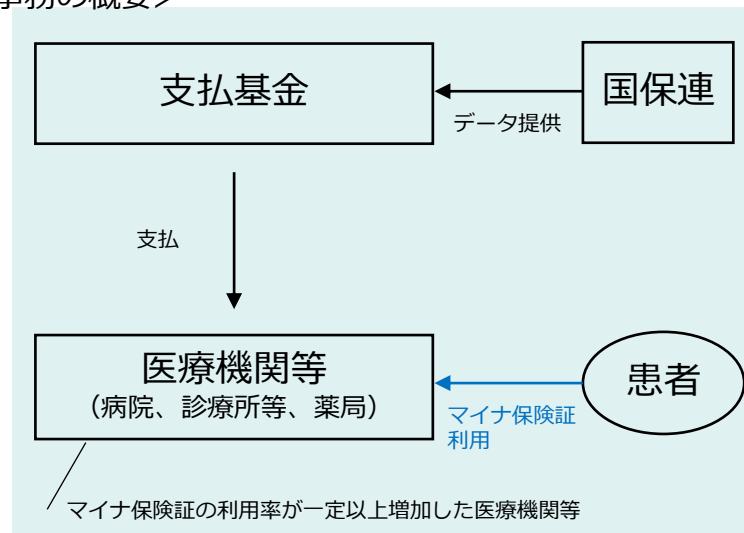 事務の概要＞
支払基金
国保連
データ提供
支払
医療機関等
（病院、診療所等、薬局）
患者
マイナ保険証
利用
マイナ保険証の利用率が一定以上増加した医療機関等